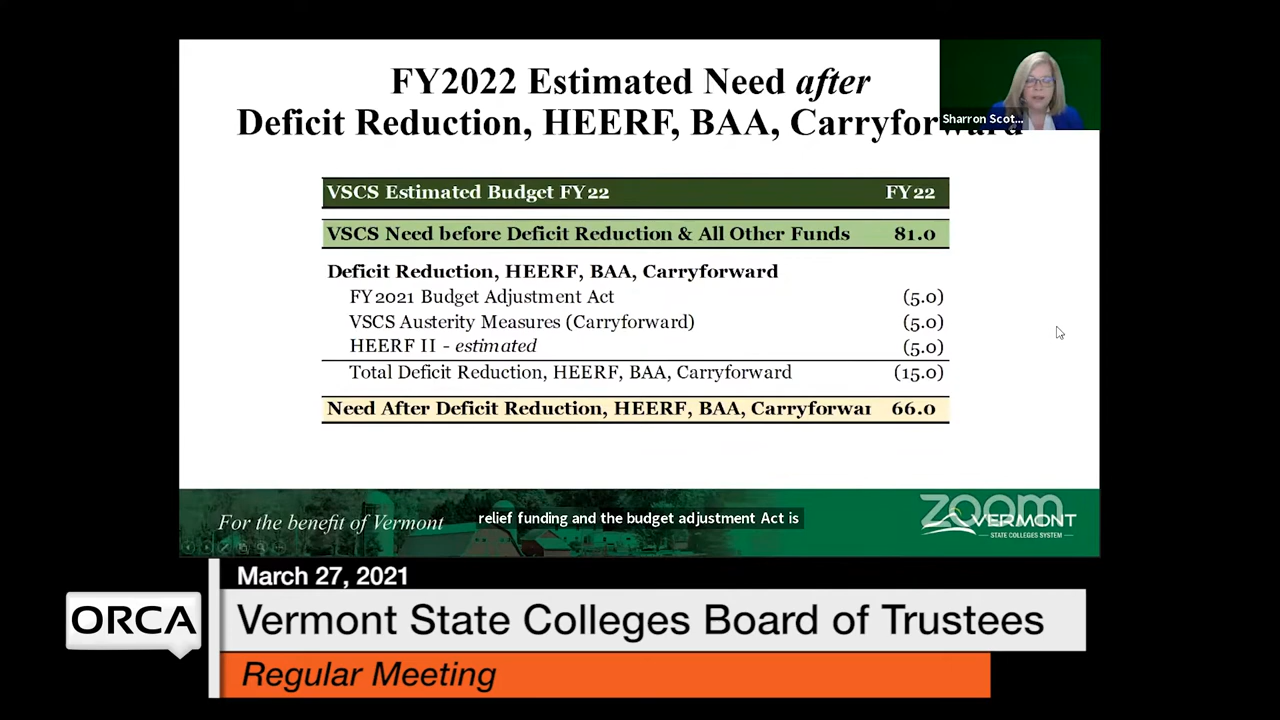 FY2022 Estimated Need after
Deficit Reduction, HEERF, BAA, Carryforward
Sharron Scot...
VSCS Estimated Budget FY22 FY22
VSCS Need before Deficit Reduction & All Other Funds 81.0
Deficit Reduction, HEERF, BAA, Carryforward
FY2021 Budget Adjustment Act (5.0)
VSCS Austerity Measures (Carryforward) (5.0)
HEERF II - estimated (5.0)
Total Deficit Reduction, HEERF, BAA, Carryforward (15.0)
Need After Deficit Reduction, HEERF, BAA, Carryforwar 66.0
For the benefit of Vermont
relief funding and the budget adjustment Act is
zoom
VERMONT
STATE COLLEGES SYSTEM
March 27, 2021
ORCA
Vermont State Colleges Board of Trustees
Regular Meeting